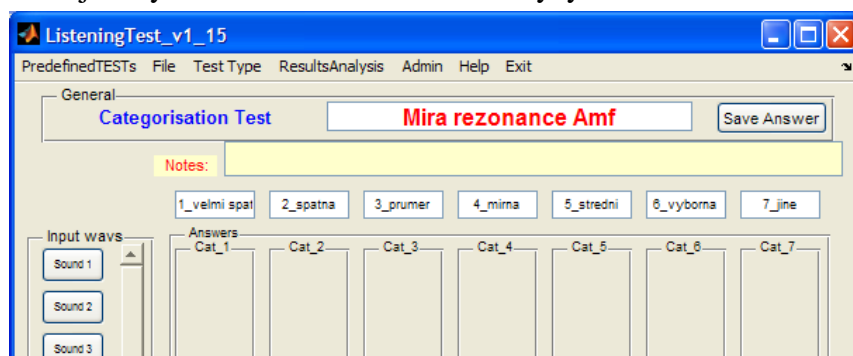 ListeningTest_v1_15
PredefinedTESTs File Test Type ResultsAnalysis Admin Help Exit
General
Categorisation Test Mira rezonance Amf Save Answer
Notes:
1_velmi spat 2_spatna 3_prumer 4_mirna 5_stredni 6_vyborna 7_jine
Input wavs Answers
Cat_1 Cat_2 Cat_3 Cat_4 Cat_5 Cat_6 Cat_7
Sound 1
Sound 2
Sound 3